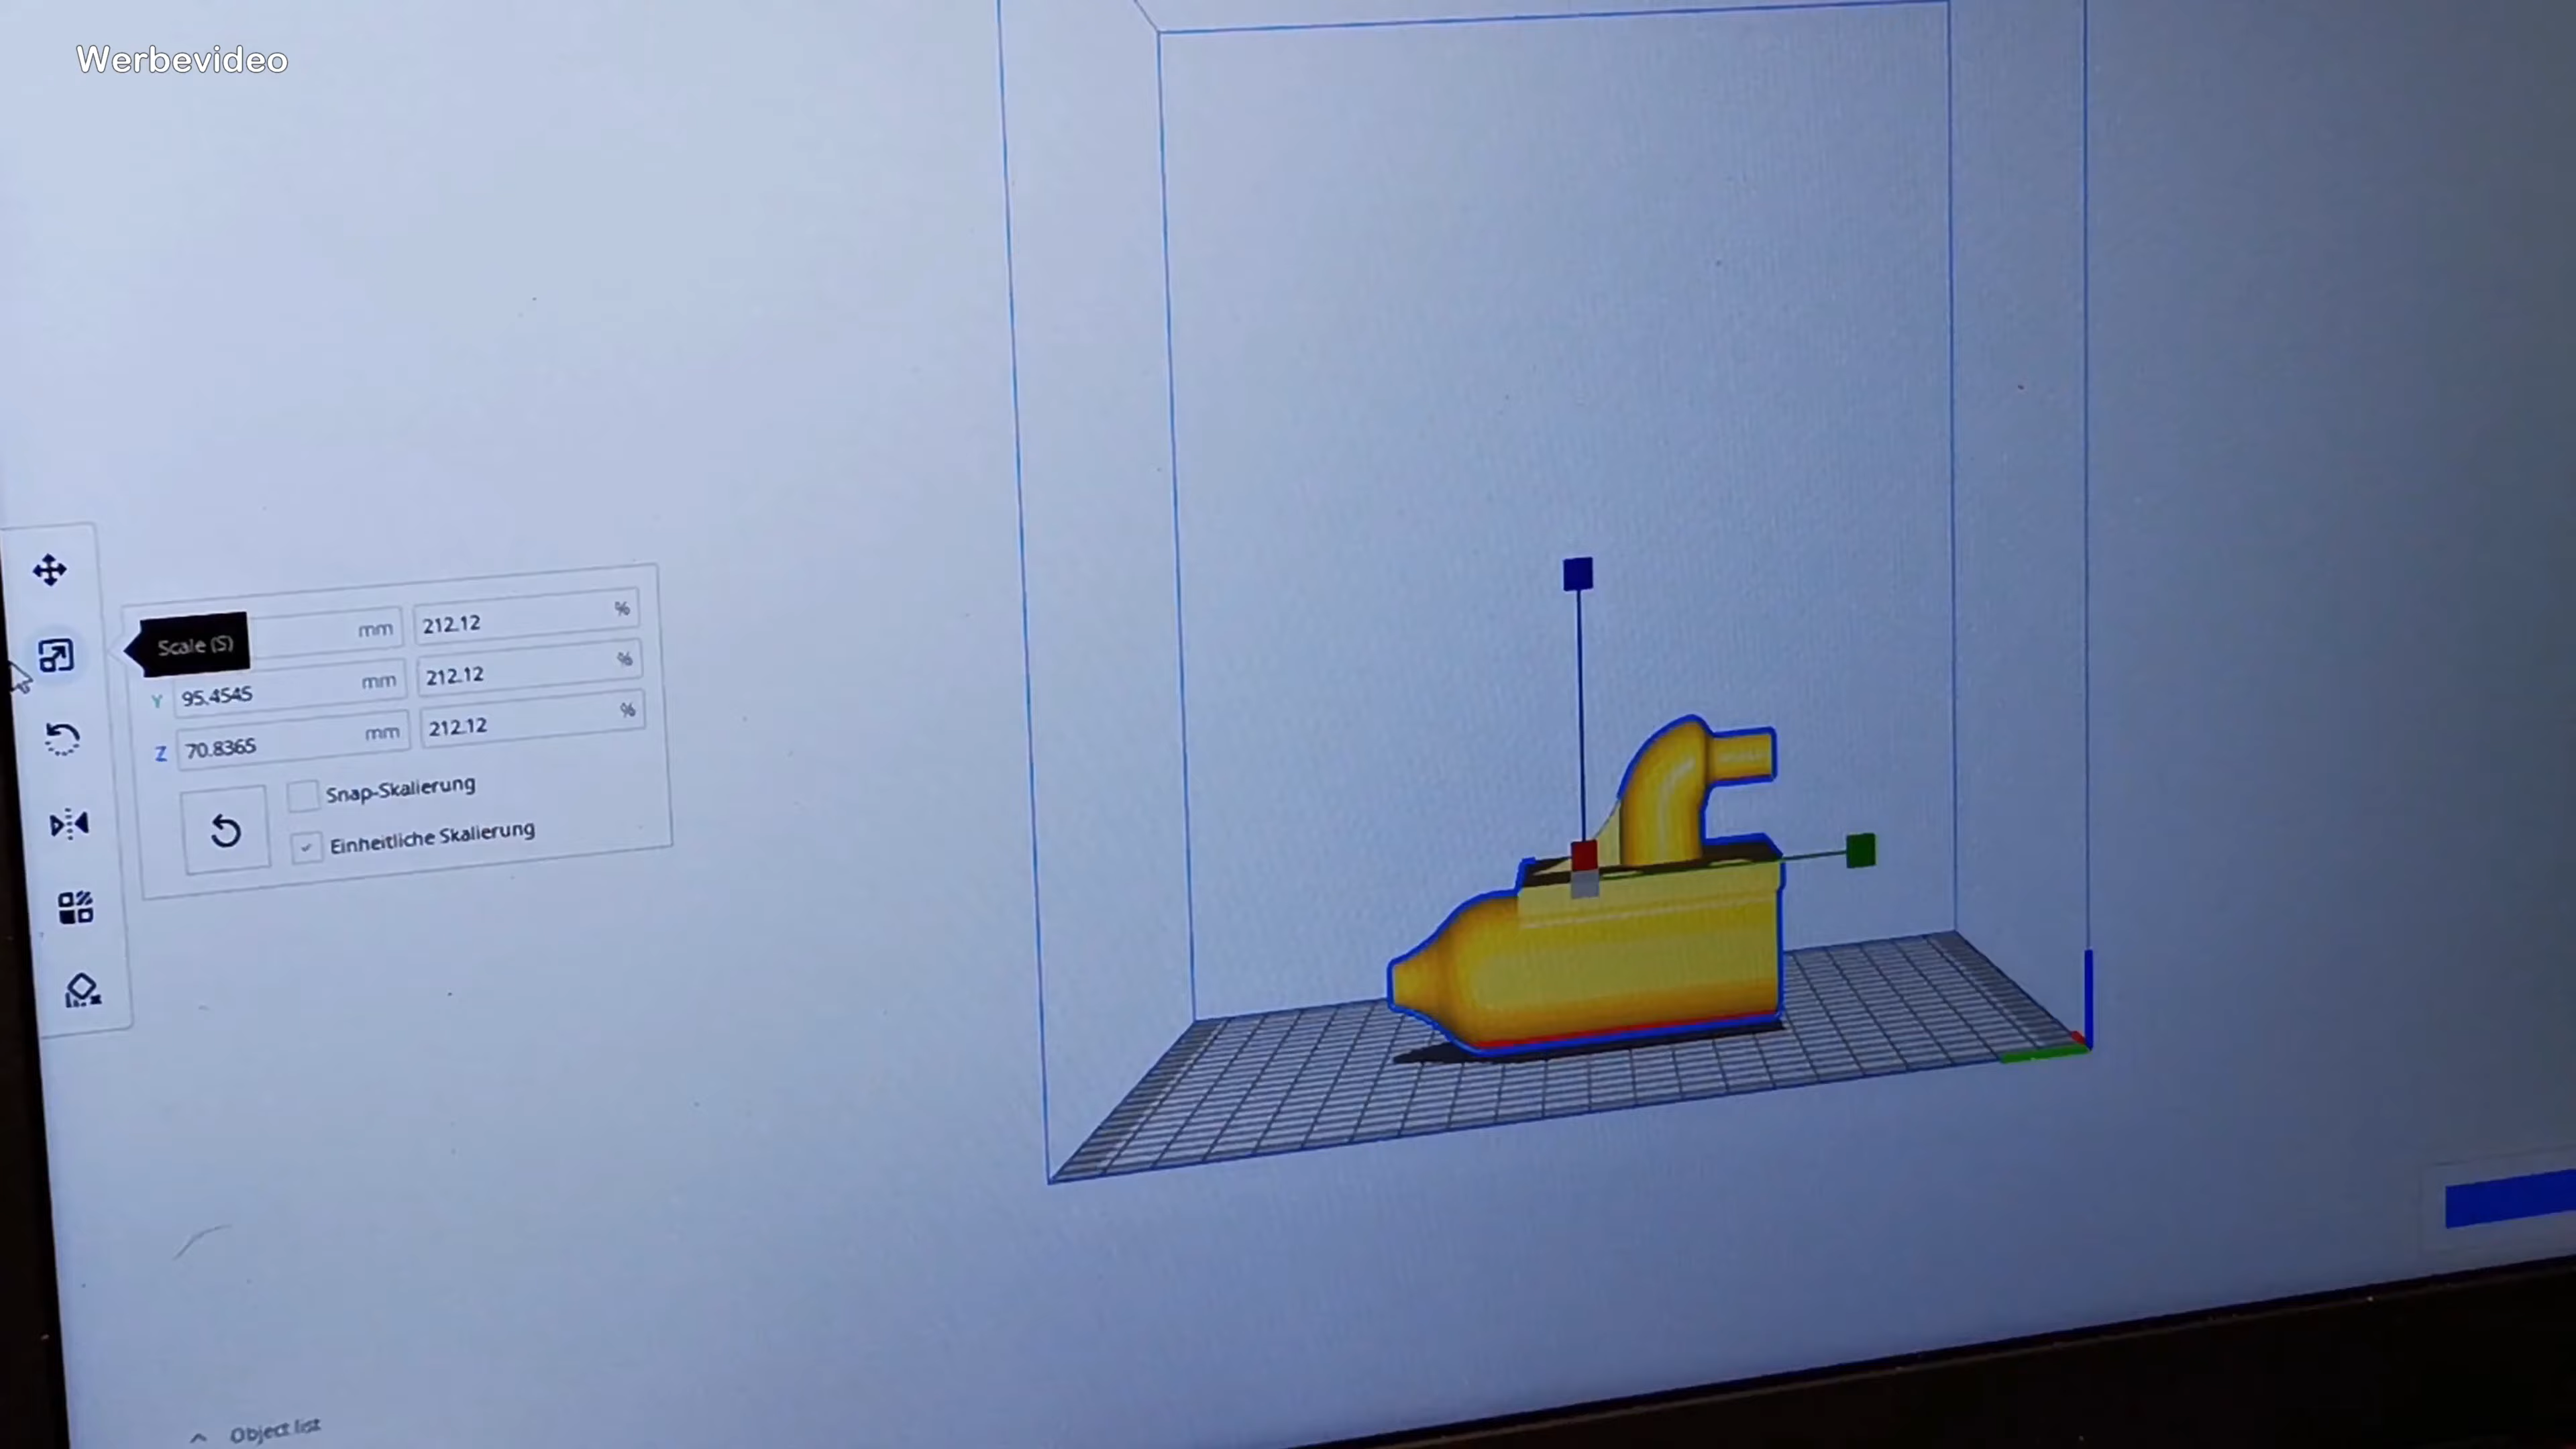 Werbevideo
Scale (S)
mm
212.12
%
Y
95.4545
mm
212.12
%
Z
70.8365
mm
212.12
%
Snap-Skalierung
Einheitliche Skalierung
Object list